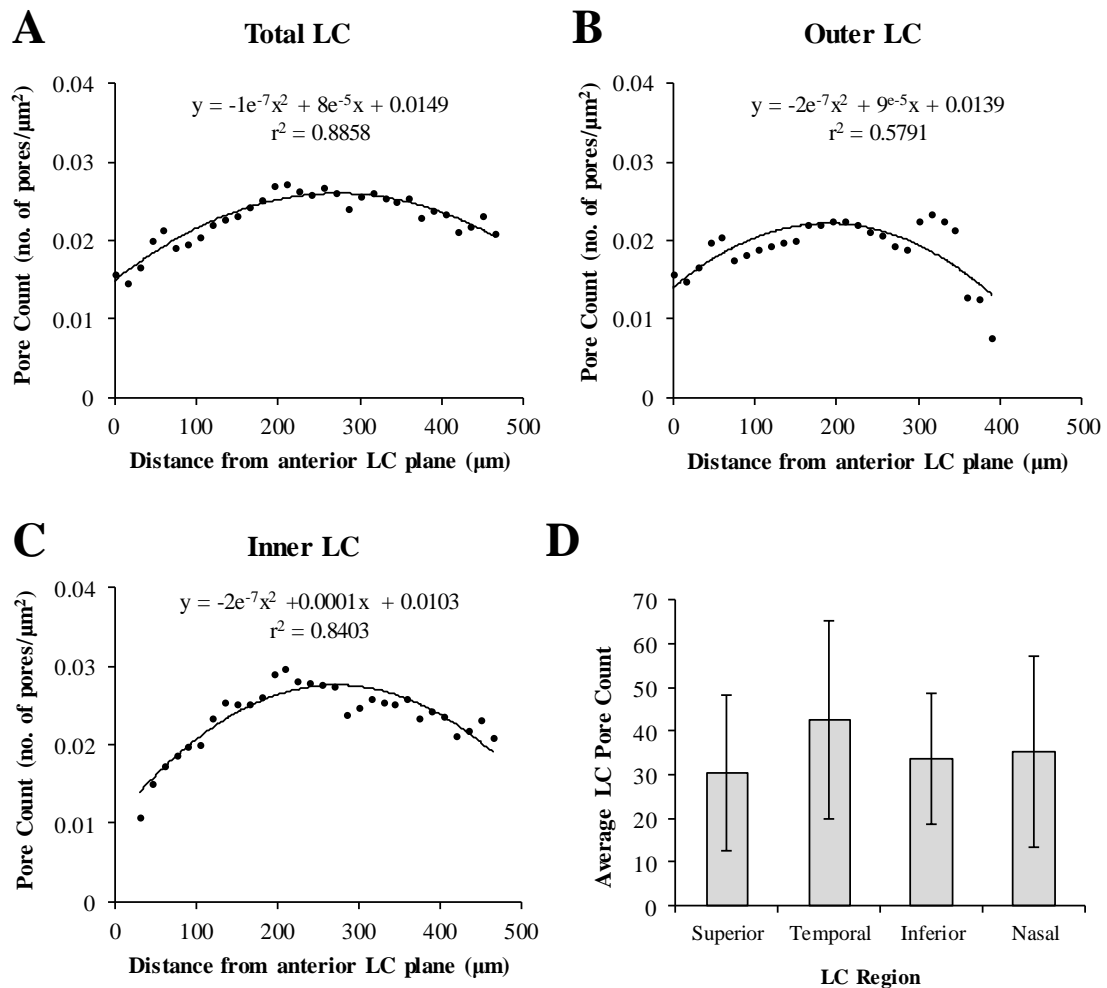 A
Total LC
Pore Count (no. of pores/µm²)
0.04
0.03
0.02
0.01
0
y = -1e⁻⁷x² + 8e⁻⁵x + 0.0149
r² = 0.8858
0 100 200 300 400 500
Distance from anterior LC plane (µm)
B
Outer LC
Pore Count (no. of pores/µm²)
0.04
0.03
0.02
0.01
0
y = -2e⁻⁷x² + 9ᵉ⁻⁵x + 0.0139
r² = 0.5791
0 100 200 300 400 500
Distance from anterior LC plane (µm)
C
Inner LC
Pore Count (no. of pores/µm²)
0.04
0.03
0.02
0.01
0
y = -2e⁻⁷x² +0.0001x + 0.0103
r² = 0.8403
0 100 200 300 400 500
Distance from anterior LC plane (µm)
D
Average LC Pore Count
70
60
50
40
30
20
10
0
Superior Temporal Inferior Nasal
LC Region